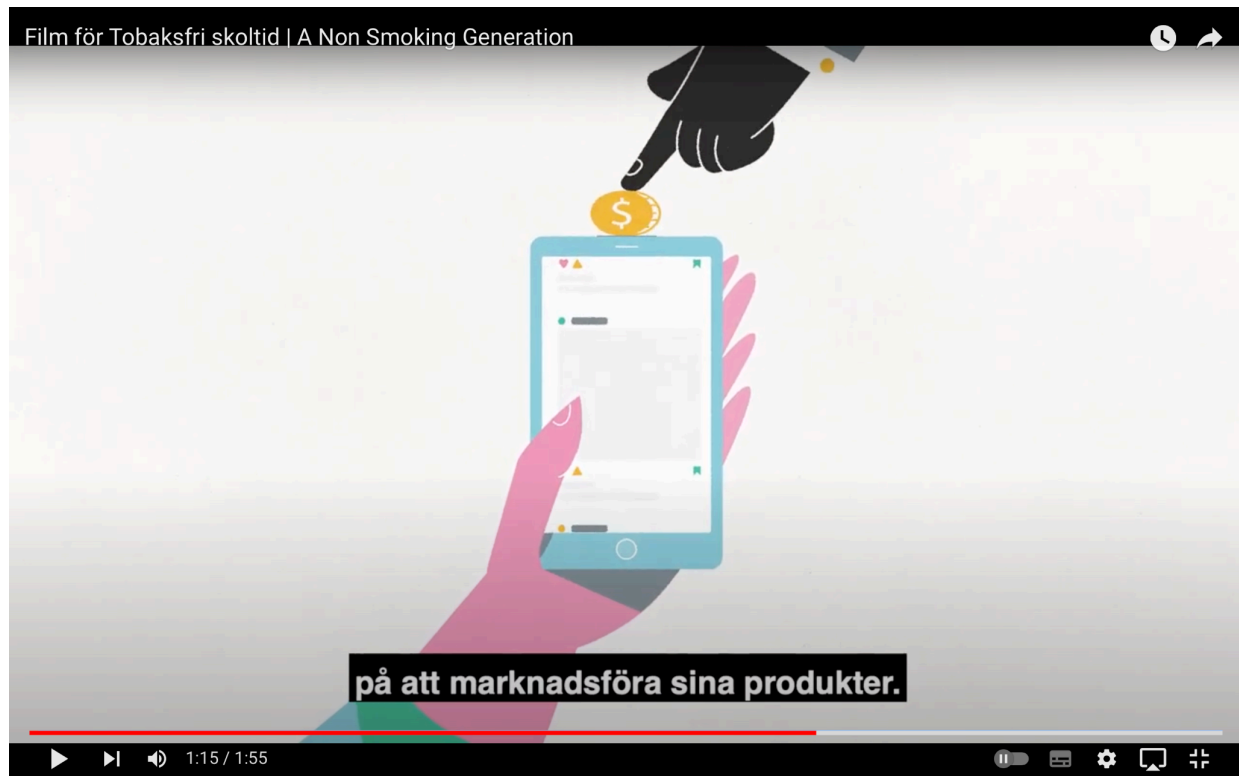 Film för Tobaksfri skoltid | A Non Smoking Generation
$
på att marknadsföra sina produkter.
1:15 / 1:55